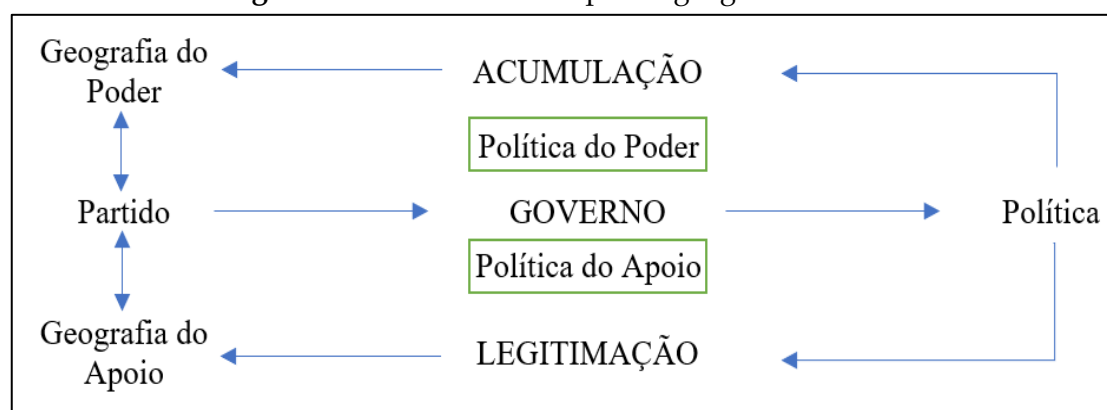 Geografia do
Poder
ACUMULAÇÃO
Política do Poder
Partido
GOVERNO
Política
Política do Apoio
Geografia do
Apoio
LEGITIMAÇÃO